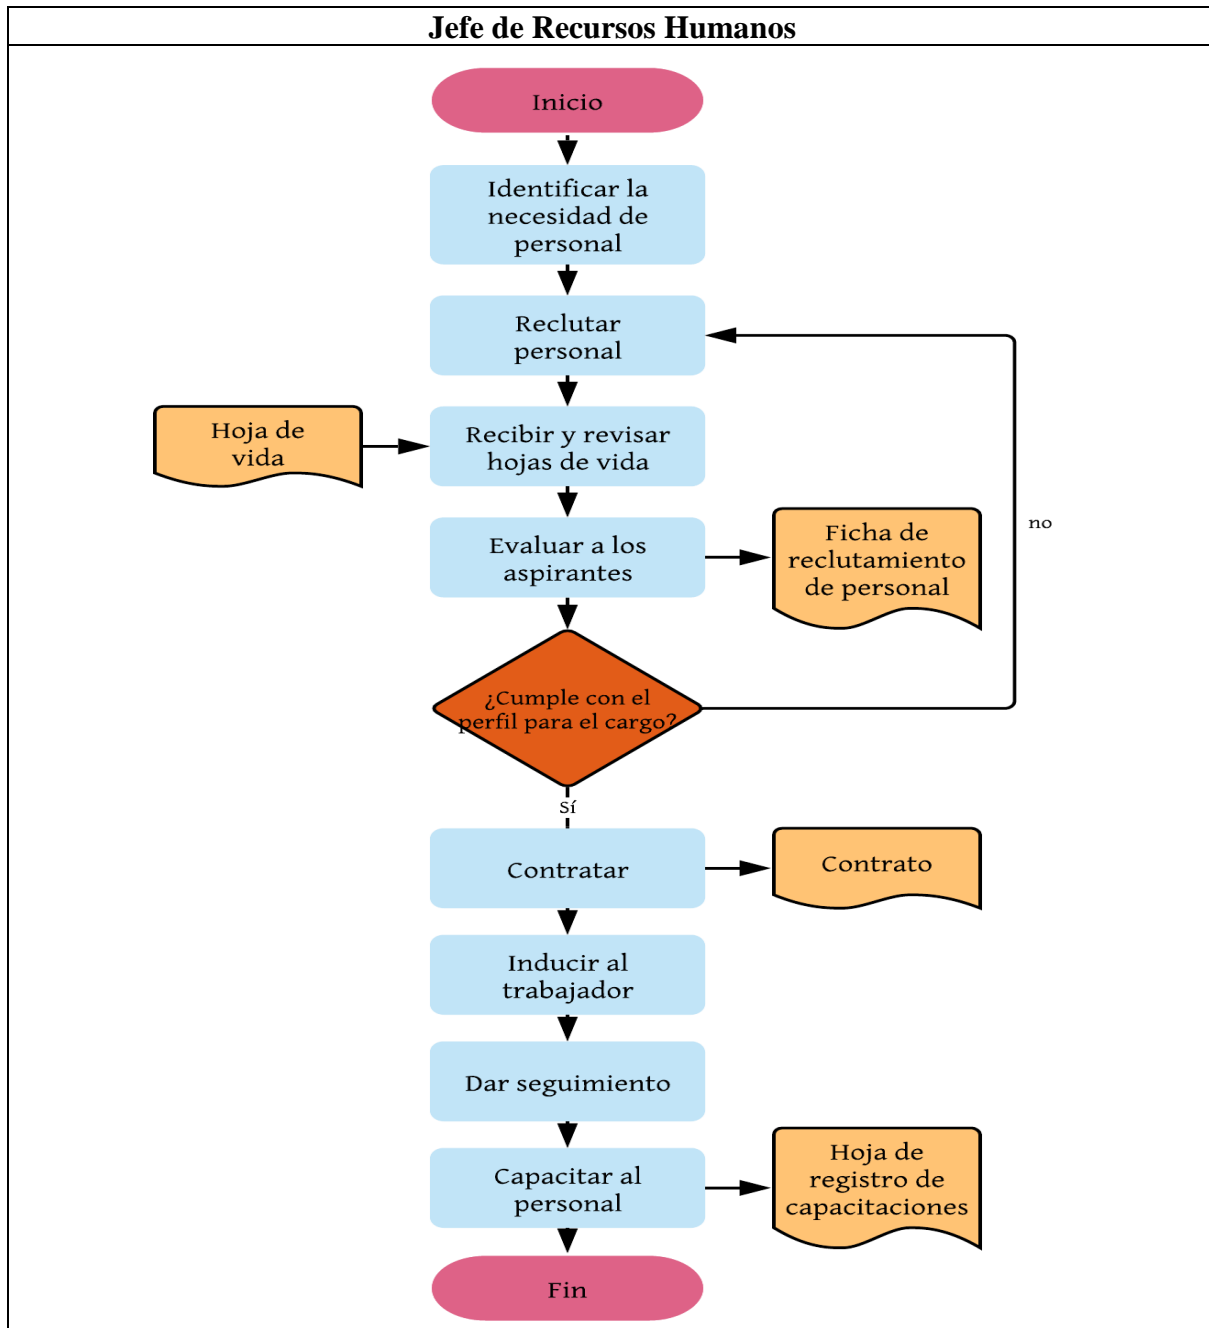 Jefe de Recursos Humanos
Inicio
Identificar la
necesidad de
personal
Reclutar
personal
Hoja de
vida
Recibir y revisar
hojas de vida
Evaluar a los
aspirantes
Ficha de
reclutamiento
de personal
no
¿Cumple con el
perfil para el cargo?
Sí
Contratar
Contrato
Inducir al
trabajador
Dar seguimiento
Capacitar al
personal
Hoja de
registro de
capacitaciones
Fin